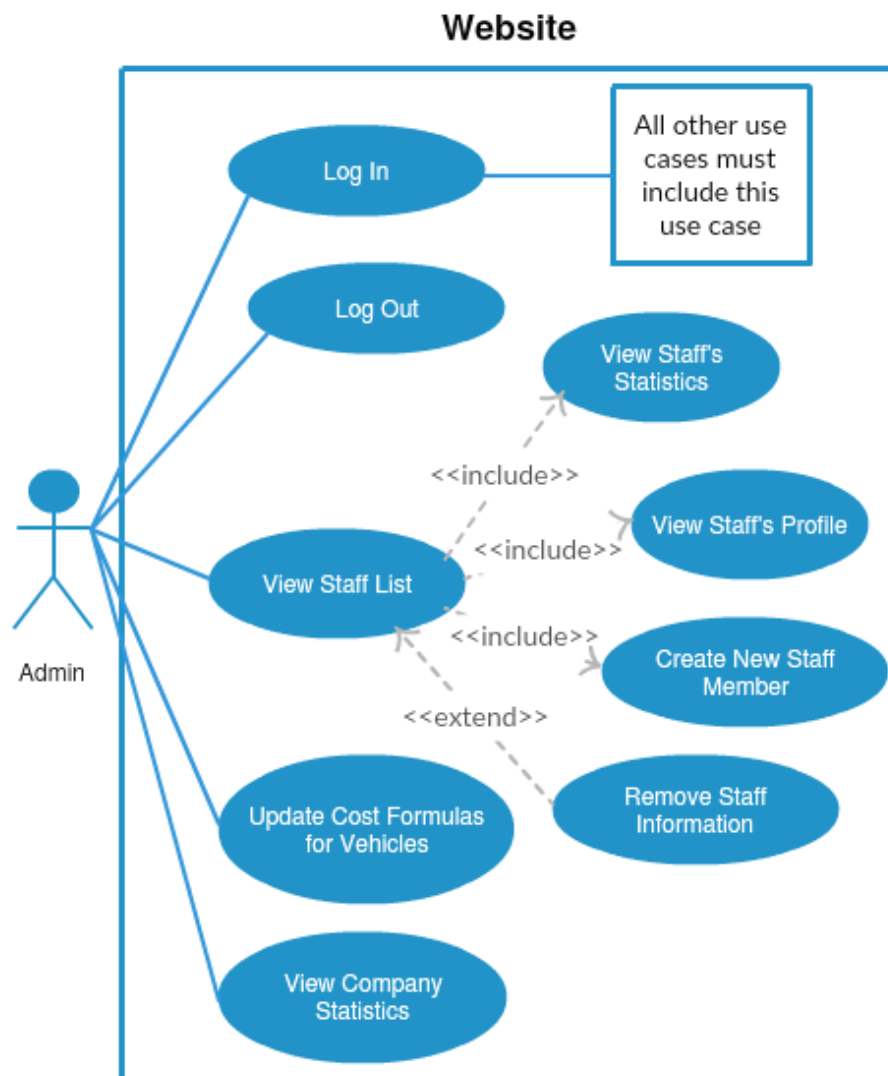 Website
Log In
All other use
cases must
include this
use case
Log Out
View Staff's
Statistics
<<include>>
View Staff's Profile
<<include>>
View Staff List
<<include>>
Create New Staff
Member
Admin
<<extend>>
Remove Staff
Information
Update Cost Formulas
for Vehicles
View Company
Statistics